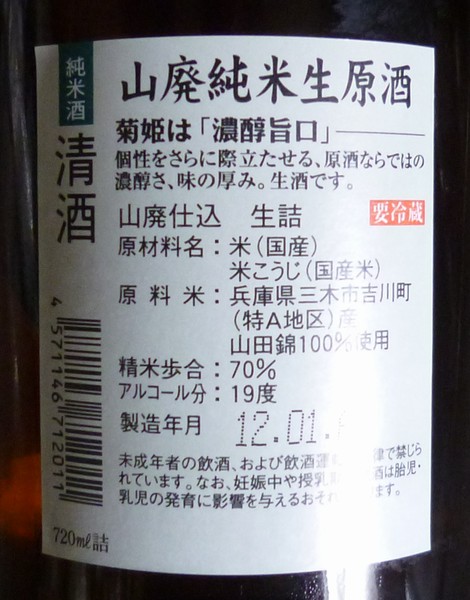 純米酒
清酒
山廃純米生原酒
菊姫は「濃醇旨口」
個性をさらに際立たせる、原酒ならではの
濃醇さ、味の厚み。生酒です。
山廃仕込 生詰
要冷蔵
原材料名：米（国産）
米こうじ（国産米）
原料米：兵庫県三木市吉川町
（特A地区）産
山田錦100％使用
精米歩合：70％
アルコール分：19度
製造年月 12.01.
未成年者の飲酒、および飲酒運 律で禁じら
れています。なお、妊娠中や授乳 酒は胎児・
乳児の発育に影響を与えるおそ ます。
4 571146 712011
720ml詰